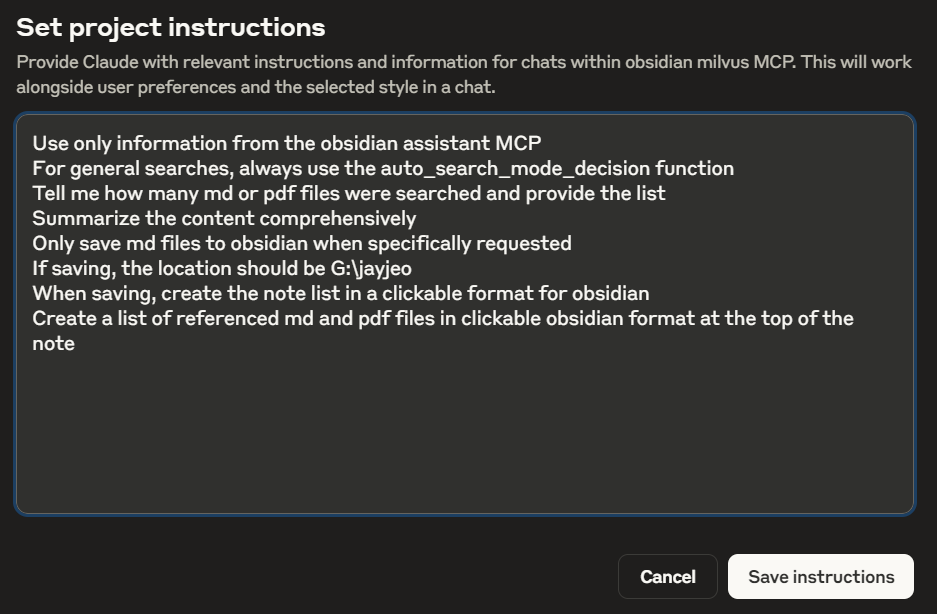 Set project instructions
Provide Claude with relevant instructions and information for chats within obsidian milvus MCP. This will work
alongside user preferences and the selected style in a chat.
Use only information from the obsidian assistant MCP
For general searches, always use the auto_search_mode_decision function
Tell me how many md or pdf files were searched and provide the list
Summarize the content comprehensively
Only save md files to obsidian when specifically requested
If saving, the location should be G:\jayjeo
When saving, create the note list in a clickable format for obsidian
Create a list of referenced md and pdf files in clickable obsidian format at the top of the
note
Cancel
Save instructions